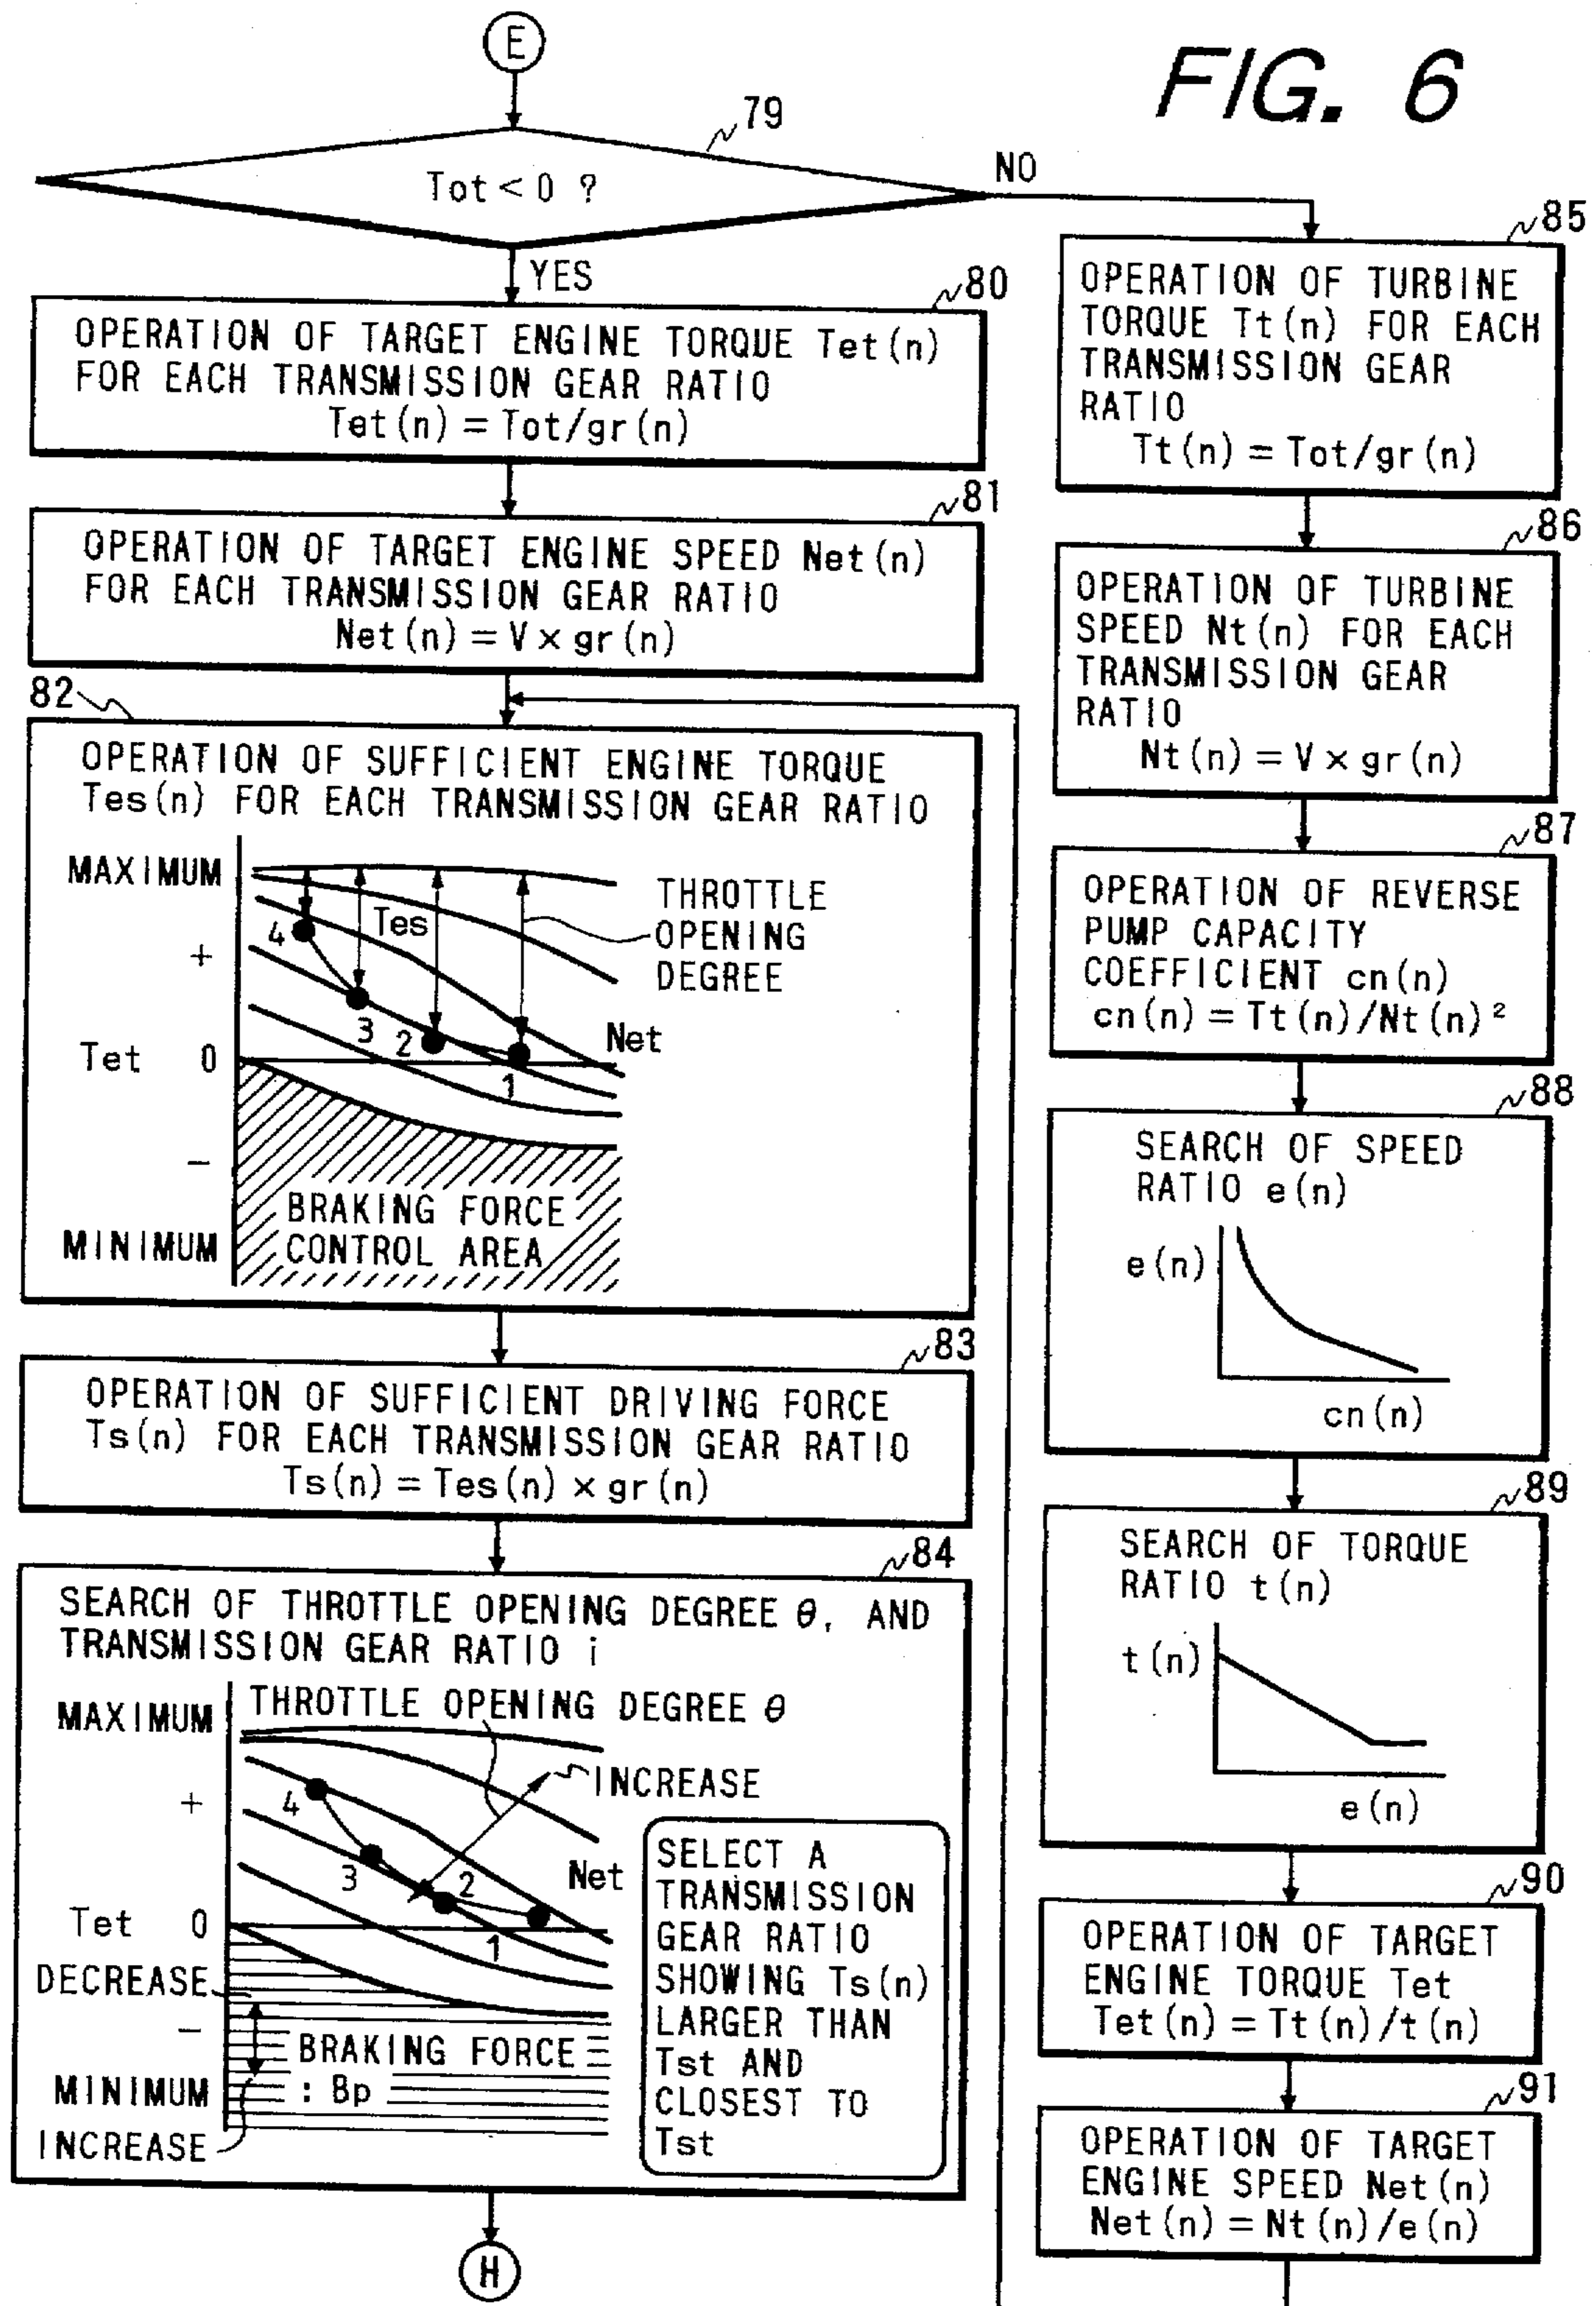 E
FIG. 6
79
Tot < 0 ?
NO
YES
80
OPERATION OF TARGET ENGINE TORQUE Tet(n)
FOR EACH TRANSMISSION GEAR RATIO
Tet(n) = Tot/gr(n)
81
OPERATION OF TARGET ENGINE SPEED Net(n)
FOR EACH TRANSMISSION GEAR RATIO
Net(n) = V × gr(n)
82
OPERATION OF SUFFICIENT ENGINE TORQUE
Tes(n) FOR EACH TRANSMISSION GEAR RATIO
MAXIMUM
THROTTLE
OPENING
DEGREE
Tes
4
+
3
2
1
Net
Tet 0
−
BRAKING FORCE
CONTROL AREA
MINIMUM
83
OPERATION OF SUFFICIENT DRIVING FORCE
Ts(n) FOR EACH TRANSMISSION GEAR RATIO
Ts(n) = Tes(n) × gr(n)
84
SEARCH OF THROTTLE OPENING DEGREE θ, AND
TRANSMISSION GEAR RATIO i
THROTTLE OPENING DEGREE θ
MAXIMUM
INCREASE
4
+
3
2
1
Net
Tet 0
DECREASE
−
BRAKING FORCE
: Bp
MINIMUM
INCREASE
SELECT A
TRANSMISSION
GEAR RATIO
SHOWING Ts(n)
LARGER THAN
Tst AND
CLOSEST TO
Tst
H
85
OPERATION OF TURBINE
TORQUE Tt(n) FOR EACH
TRANSMISSION GEAR
RATIO
Tt(n) = Tot/gr(n)
86
OPERATION OF TURBINE
SPEED Nt(n) FOR EACH
TRANSMISSION GEAR
RATIO
Nt(n) = V × gr(n)
87
OPERATION OF REVERSE
PUMP CAPACITY
COEFFICIENT cn(n)
cn(n) = Tt(n)/Nt(n)²
88
SEARCH OF SPEED
RATIO e(n)
e(n)
cn(n)
89
SEARCH OF TORQUE
RATIO t(n)
t(n)
e(n)
90
OPERATION OF TARGET
ENGINE TORQUE Tet
Tet(n) = Tt(n)/t(n)
91
OPERATION OF TARGET
ENGINE SPEED Net(n)
Net(n) = Nt(n)/e(n)